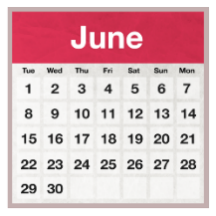 June
Tue Wed Thu Fri Sat Sun Mon
1 2 3 4 5 6 7
8 9 10 11 12 13 14
15 16 17 18 19 20 21
22 23 24 25 26 27 28
29 30